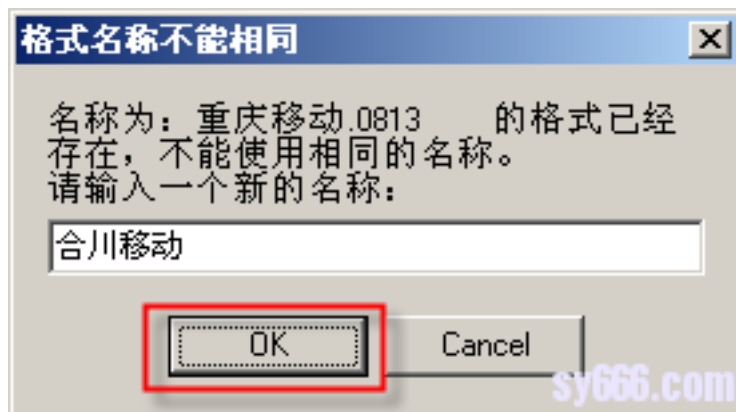 格式名称不能相同
名称为：重庆移动.0813 的格式已经
存在，不能使用相同的名称。
请输入一个新的名称：
合川移动
OK Cancel
sy666.com